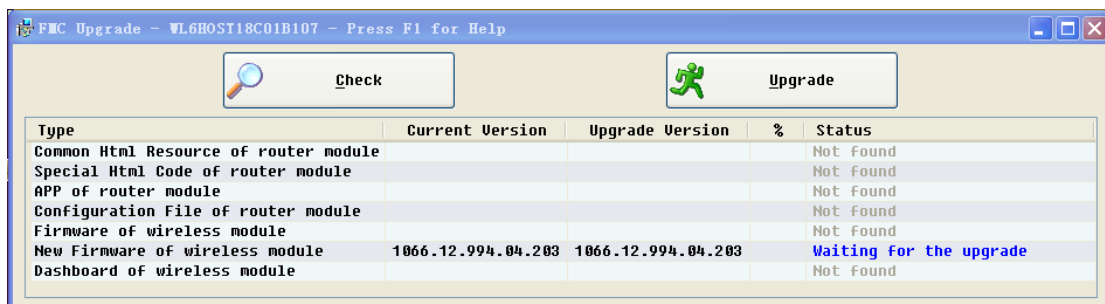 FMC Upgrade - WL6HOST18C01B107 - Press F1 for Help
Check Upgrade
Type Current Version Upgrade Version % Status
Common Html Resource of router module Not found
Special Html Code of router module Not found
APP of router module Not found
Configuration File of router module Not found
Firmware of wireless module Not found
New Firmware of wireless module 1066.12.994.04.203 1066.12.994.04.203 Waiting for the upgrade
Dashboard of wireless module Not found